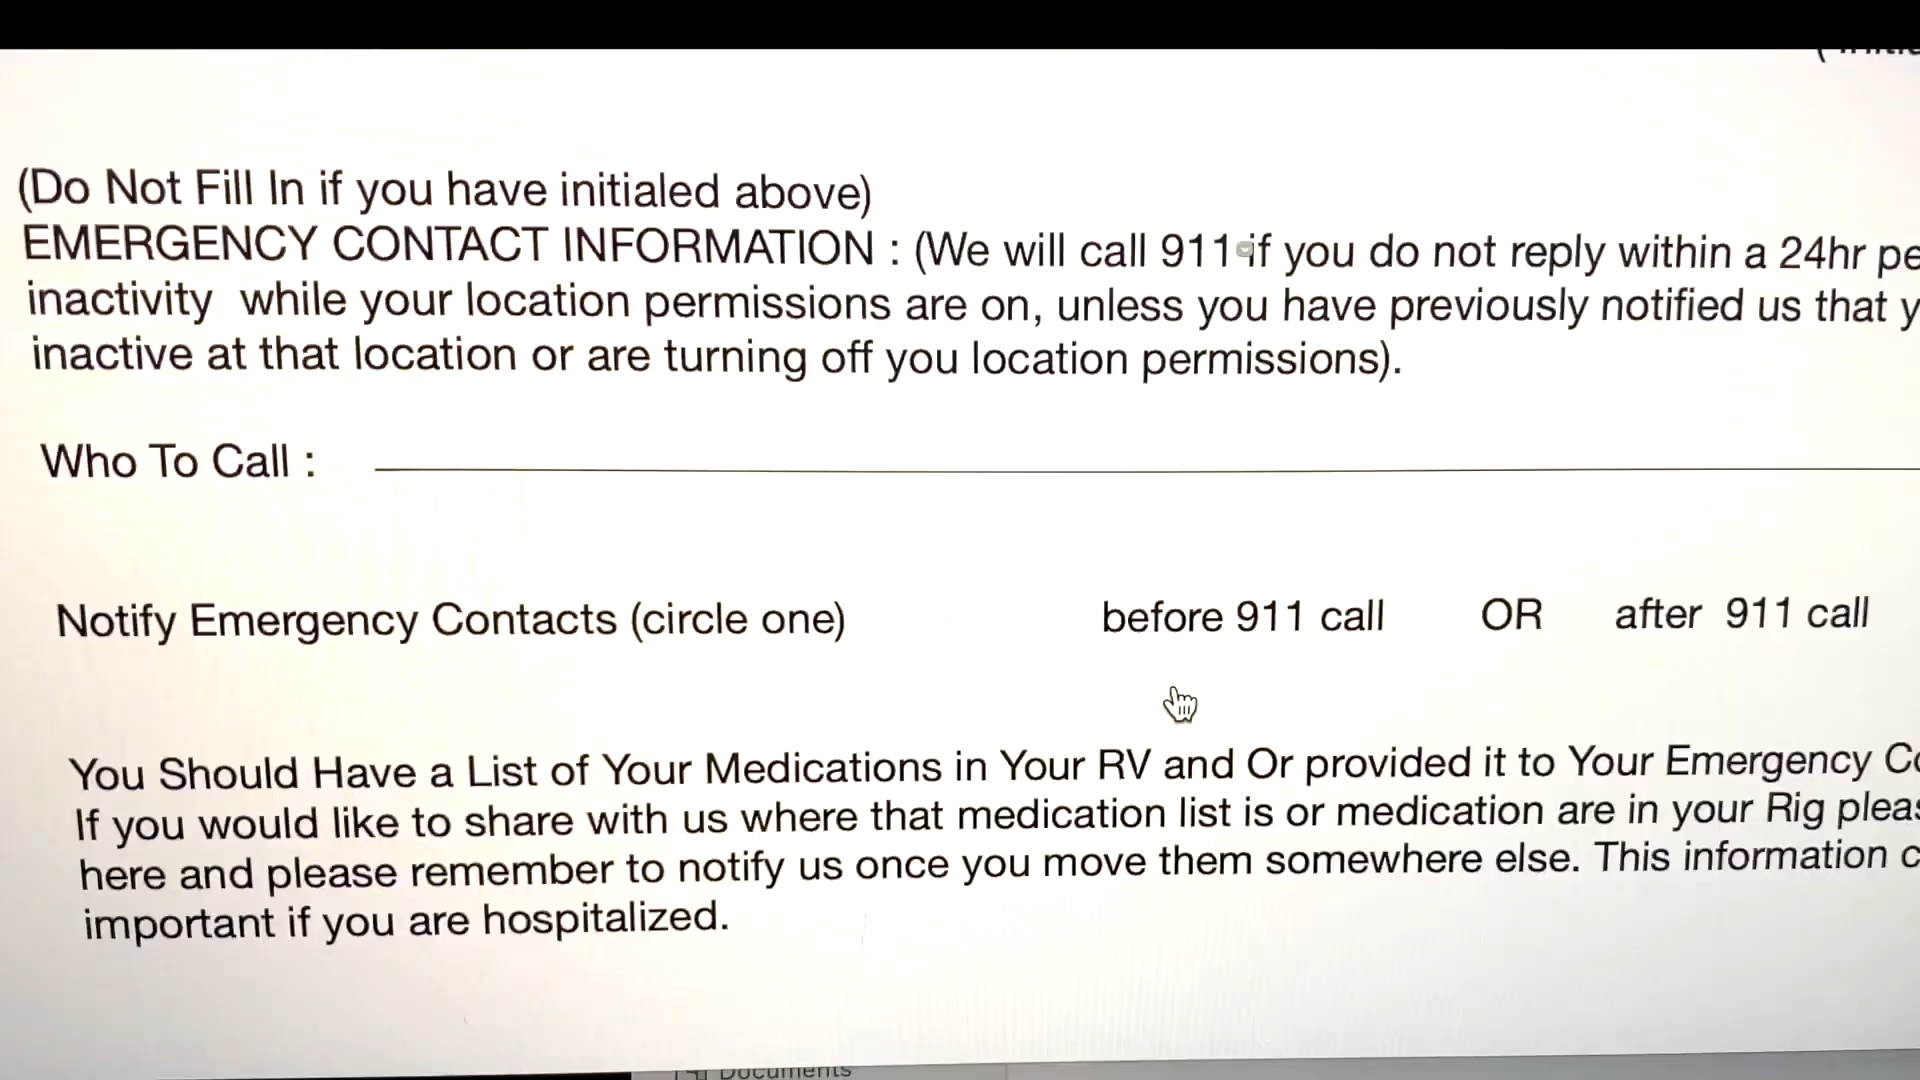 (Do Not Fill In if you have initialed above)
EMERGENCY CONTACT INFORMATION : (We will call 911 if you do not reply within a 24hr
inactivity while your location permissions are on, unless you have previously notified us that
inactive at that location or are turning off you location permissions).
Who To Call :
Notify Emergency Contacts (circle one) before 911 call OR after 911 call
You Should Have a List of Your Medications in Your RV and Or provided it to Your Emergency
If you would like to share with us where that medication list is or medication are in your Rig
here and please remember to notify us once you move them somewhere else. This information
important if you are hospitalized.
Documents